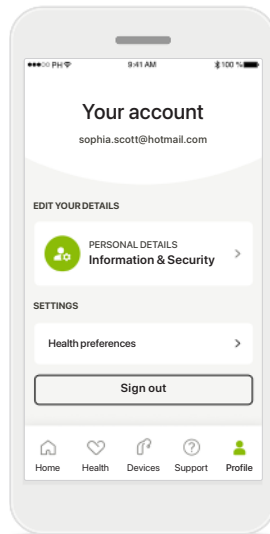 PH 9:41 AM 100 %
Your account
sophia.scott@hotmail.com
EDIT YOUR DETAILS
PERSONAL DETAILS
Information & Security
SETTINGS
Health preferences
Sign out
Home Health Devices Support Profile